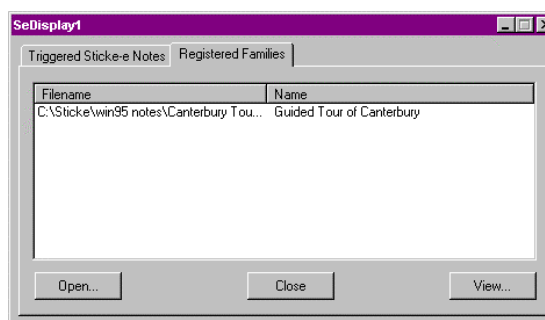 SeDisplay1
Triggered Sticke-e Notes Registered Families
Filename Name
C:\Sticke\win95 notes\Canterbury Tou... Guided Tour of Canterbury
Open... Close View...